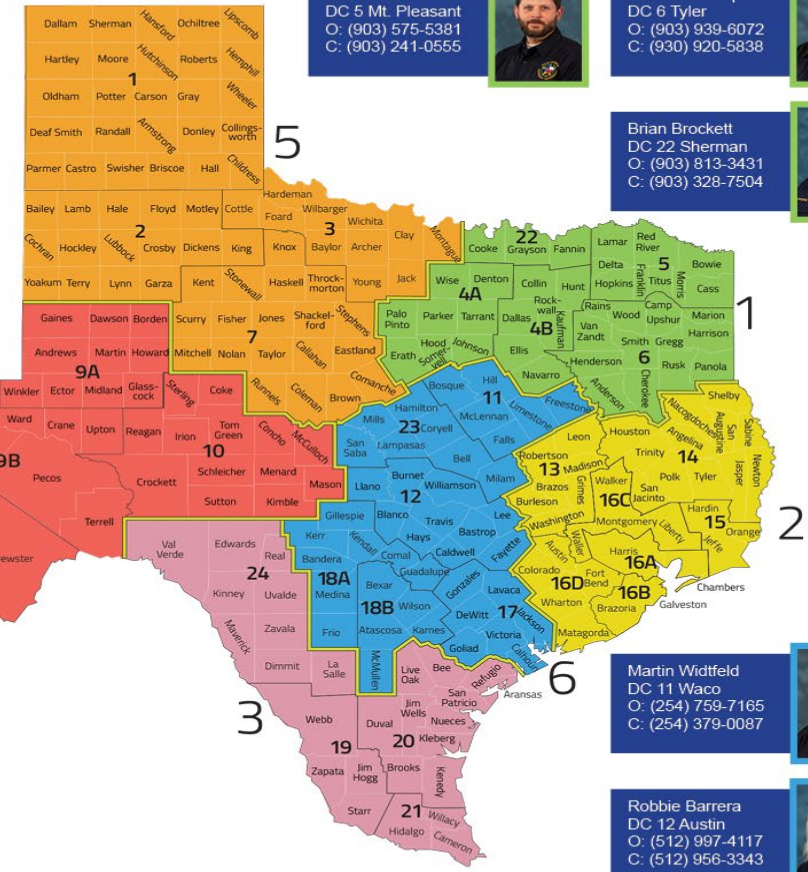 DC 5 Mt. Pleasant
O: (903) 575-5381
C: (903) 241-0555
DC 6 Tyler
O: (903) 939-6072
C: (930) 920-5838
Brian Brockett
DC 22 Sherman
O: (903) 813-3431
C: (903) 328-7504
Dallam Sherman Hansford Ochiltree Lipscomb
Hartley Moore Hutchinson Roberts Hemphill
1
Oldham Potter Carson Gray Wheeler
Deaf Smith Randall Armstrong Donley Collings-
worth
5
Parmer Castro Swisher Briscoe Hall Childress
Bailey Lamb Hale Floyd Motley Cottle
2
Cochran Hockley Lubbock Crosby Dickens King
Yoakum Terry Lynn Garza Kent Stonewall Haskell Throck-
morton Young Jack
Hardeman
Foard Wilbarger Wichita
3
Knox Baylor Archer Clay Montague
Scurry Fisher Jones Shackel-
ford Stephens
7
Mitchell Nolan Taylor Callahan Eastland
Runnels Coleman Brown Comanche
22
Cooke Grayson Fannin
Lamar Red
River
5
Delta Franklin Titus Morris Bowie
Hopkins Cass
1
Wise Denton Collin Hunt
4A
Palo
Pinto Parker Tarrant Dallas Rock-
wall Kaufman
4B
Erath Hood Somer-
vell Johnson Ellis Navarro
Rains Wood Camp
Upshur Marion
Van
Zandt Smith Gregg Harrison
6
Henderson Cherokee Rusk Panola
Anderson
Gaines Dawson Borden
Andrews Martin Howard
9A
Winkler Ector Midland Glass-
cock Sterling Coke
Ward Crane Upton Reagan Irion Tom
Green Concho McCulloch
10
9B
Pecos Crockett Schleicher Menard Mason
Sutton Kimble
Terrell
rewster
Bosque Hill
11
Limestone Freestone
McLennan
Falls
Mills Hamilton
23
Coryell
San
Saba Lampasas Bell Milam
Llano Burnet Williamson
12
Gillespie Blanco Travis Lee
Hays Bastrop
Caldwell Fayette
Kerr Kendall Comal Guadalupe Gonzales Lavaca
Bandera
18A
Medina Bexar
18B
Wilson DeWitt 17 Jackson
Frio Atascosa Karnes Victoria
Goliad Calhoun
McMullen
6
Shelby
Nacogdoches
San
Augustine Sabine
Leon Houston Angelina
Robertson Trinity 14
13
Madison Polk Tyler Jasper Newton
Brazos Grimes Walker
16C
San
Jacinto
Burleson
Washington Montgomery Liberty Hardin
15
Orange
Jeffe
2
Austin Waller Harris
16A
Colorado Fort
Bend
16D
16B
Chambers
Wharton Brazoria Galveston
Matagorda
Val
Verde Edwards Real
24
Kinney Uvalde
Maverick Zavala
Dimmit La
Salle
3
Live
Oak Bee Refugio
Aransas
Webb Duval Jim
Wells San
Patricio
Nueces
19
20
Kleberg
Zapata Jim
Hogg Brooks Kenedy
Starr
21
Willacy
Hidalgo Cameron
Martin Widtfeld
DC 11 Waco
O: (254) 759-7165
C: (254) 379-0087
Robbie Barrera
DC 12 Austin
O: (512) 997-4117
C: (512) 956-3343